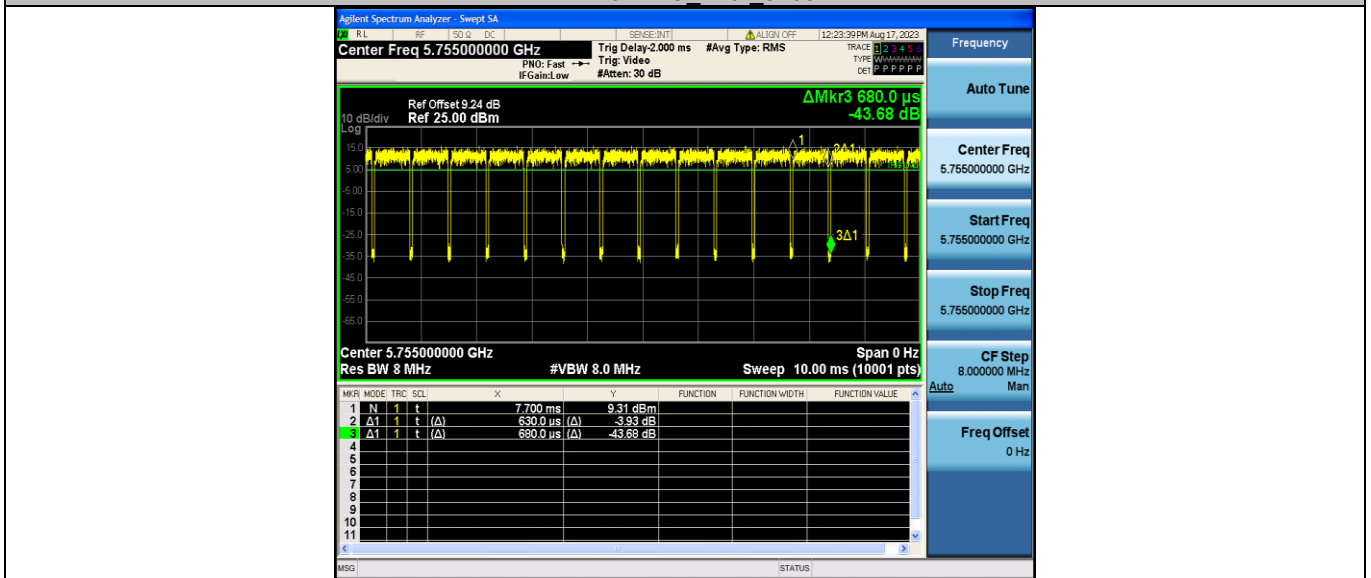 Agilent Spectrum Analyzer - Swept SA
RL RF 50 Ω DC SENSE:INT ALIGN OFF 12:23:39 PM Aug 17, 2023
Center Freq 5.755000000 GHz
PNO: Fast
IFGain:Low
Trig Delay-2.000 ms
Trig: Video
#Atten: 30 dB
#Avg Type: RMS
TRACE 1 2 3 4 5 6
TYPE
DET P P P P P P
Frequency
Auto Tune
Center Freq
5.755000000 GHz
Start Freq
5.755000000 GHz
Stop Freq
5.755000000 GHz
CF Step
8.000000 MHz
Auto Man
Freq Offset
0 Hz
ΔMkr3 680.0 µs
-43.68 dB
Ref Offset 9.24 dB
10 dB/div Ref 25.00 dBm
Log
15.0
5.00
-5.00
-15.0
-25.0
-35.0
-45.0
-55.0
-65.0
1
2Δ1
3Δ1
Center 5.755000000 GHz Span 0 Hz
Res BW 8 MHz #VBW 8.0 MHz Sweep 10.00 ms (10001 pts)
MKR MODE TRC SCL X Y FUNCTION FUNCTION WIDTH FUNCTION VALUE
1 N 1 t 7.700 ms 9.31 dBm
2 Δ1 1 t (Δ) 630.0 µs (Δ) -3.93 dB
3 Δ1 1 t (Δ) 680.0 µs (Δ) -43.68 dB
4
5
6
7
8
9
10
11
MSG STATUS